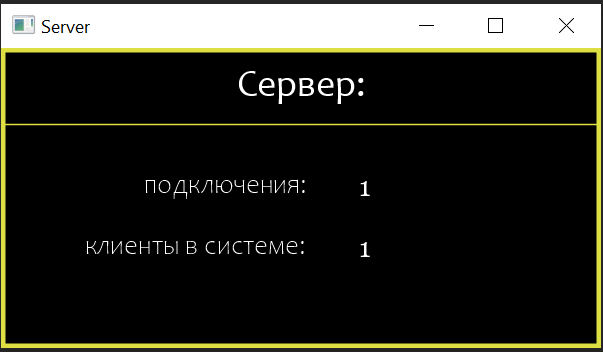 Server
Сервер:
подключения: 1
клиенты в системе: 1